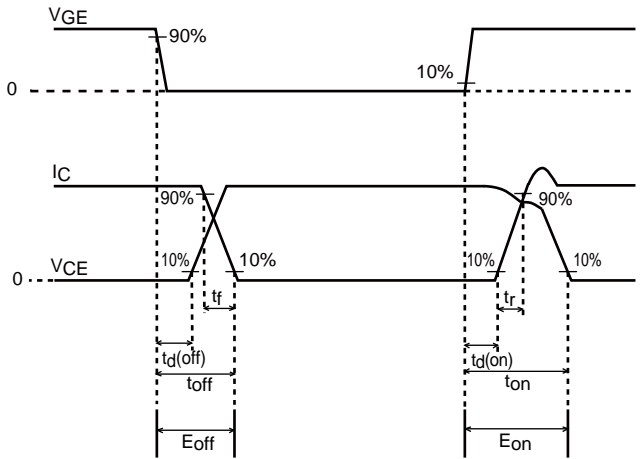 VGE
90%
10%
0
IC
90%
90%
10%
10%
10%
10%
VCE
0
tf
tr
td(off)
td(on)
toff
ton
Eoff
Eon